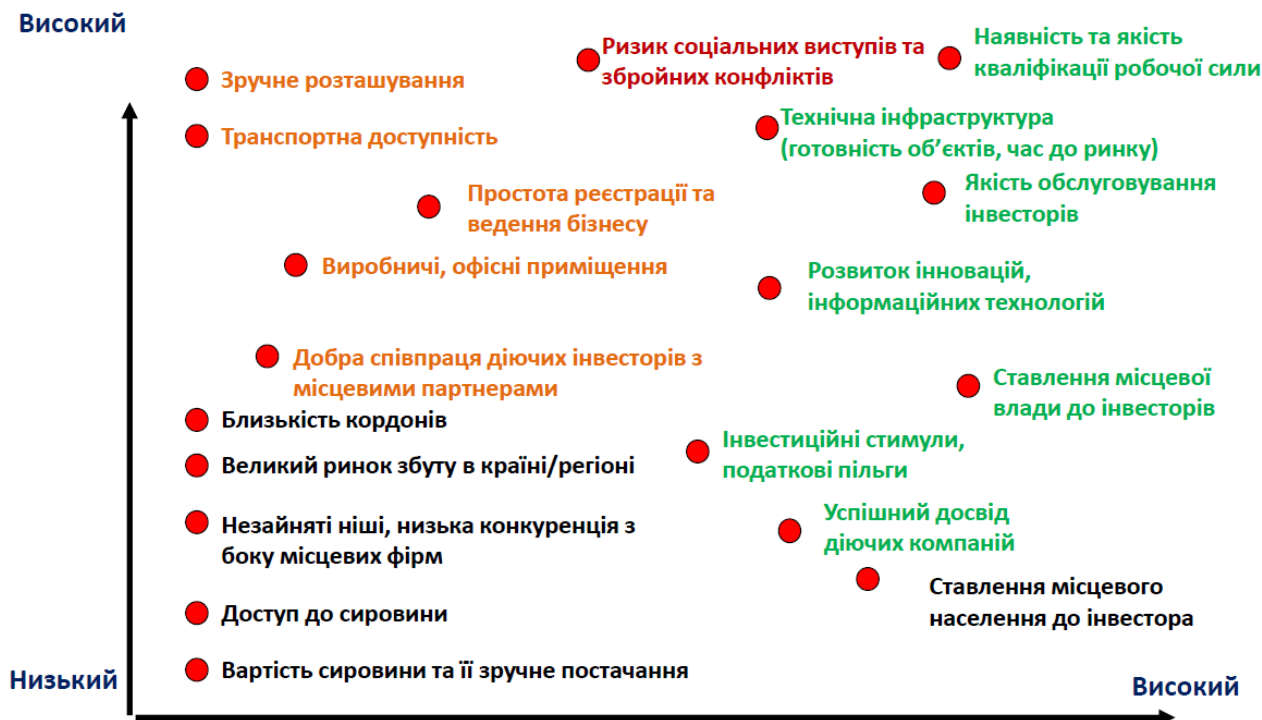 Високий
Зручне розташування
Транспортна доступність
Простота реєстрації та
ведення бізнесу
Виробничі, офісні приміщення
Добра співпраця діючих інвесторів з
місцевими партнерами
Близькість кордонів
Великий ринок збуту в країні/регіоні
Незайняті ніші, низька конкуренція з
боку місцевих фірм
Доступ до сировини
Вартість сировини та її зручне постачання
Низький
Ризик соціальних виступів та
збройних конфліктів
Наявність та якість
кваліфікації робочої сили
Технічна інфраструктура
(готовність об’єктів, час до ринку)
Якість обслуговування
інвесторів
Розвиток інновацій,
інформаційних технологій
Ставлення місцевої
влади до інвесторів
Інвестиційні стимули,
податкові пільги
Успішний досвід
діючих компаній
Ставлення місцевого
населення до інвестора
Високий